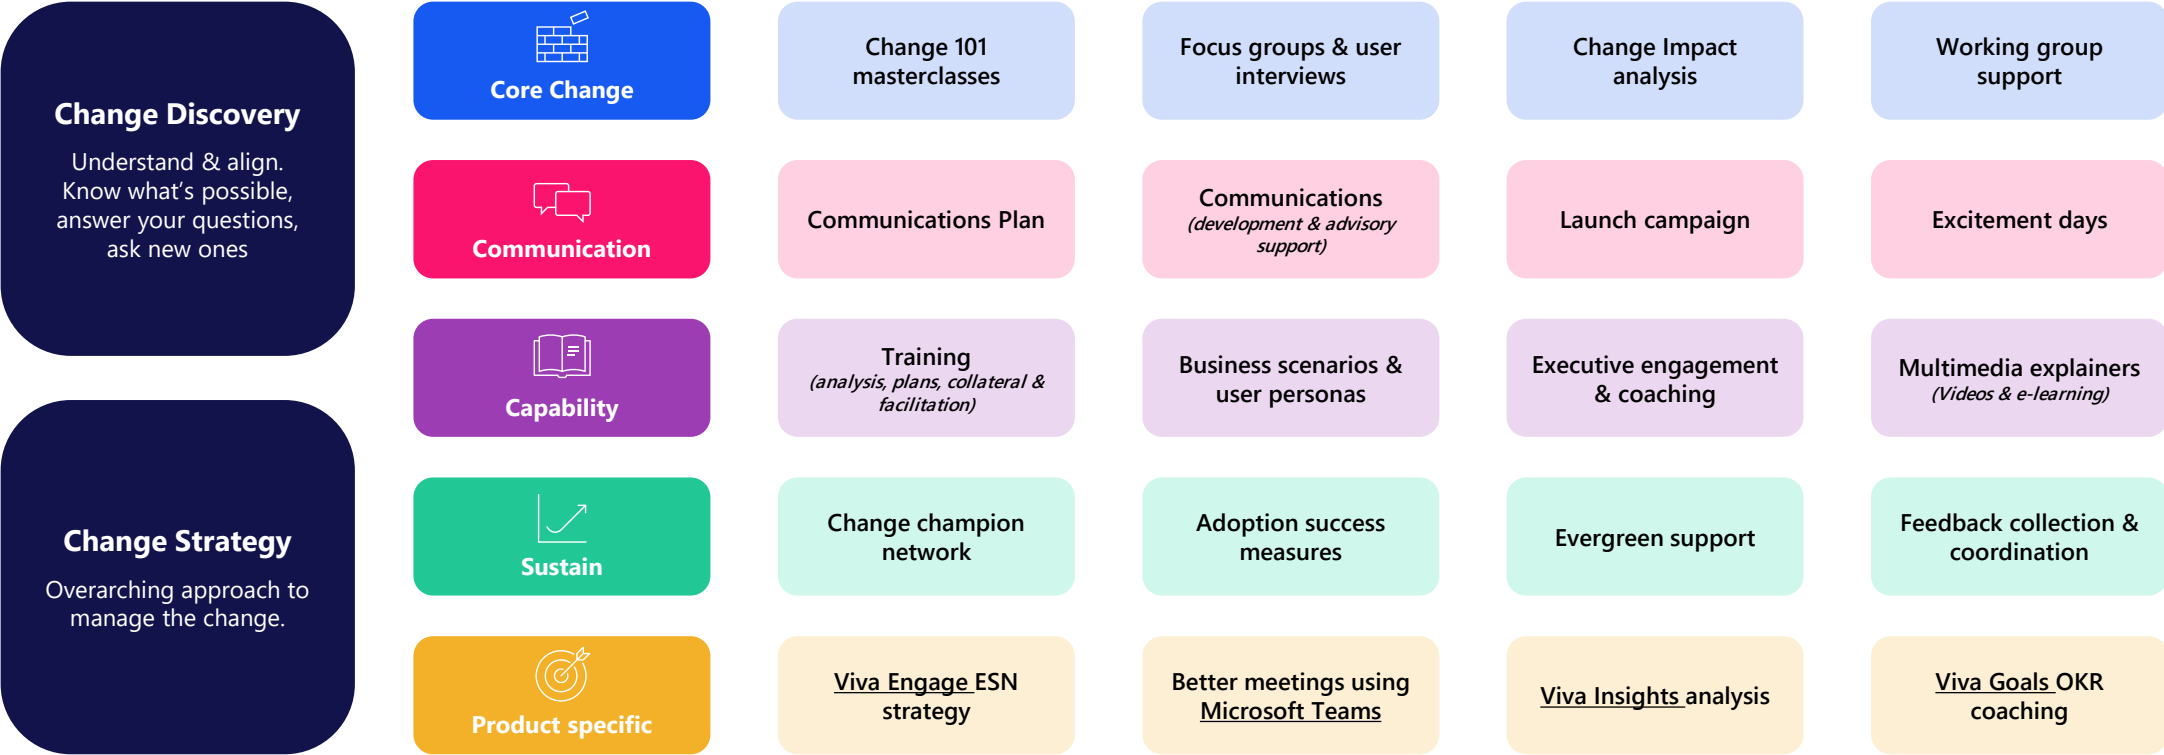 Change Discovery
Understand & align.
Know what's possible,
answer your questions,
ask new ones
Change Strategy
Overarching approach to
manage the change.
Core Change
Change 101
masterclasses
Focus groups & user
interviews
Change Impact
analysis
Working group
support
Communication
Communications Plan
Communications
(development & advisory
support)
Launch campaign
Excitement days
Capability
Training
(analysis, plans, collateral &
facilitation)
Business scenarios &
user personas
Executive engagement
& coaching
Multimedia explainers
(Videos & e-learning)
Sustain
Change champion
network
Adoption success
measures
Evergreen support
Feedback collection &
coordination
Product specific
Viva Engage ESN
strategy
Better meetings using
Microsoft Teams
Viva Insights analysis
Viva Goals OKR
coaching